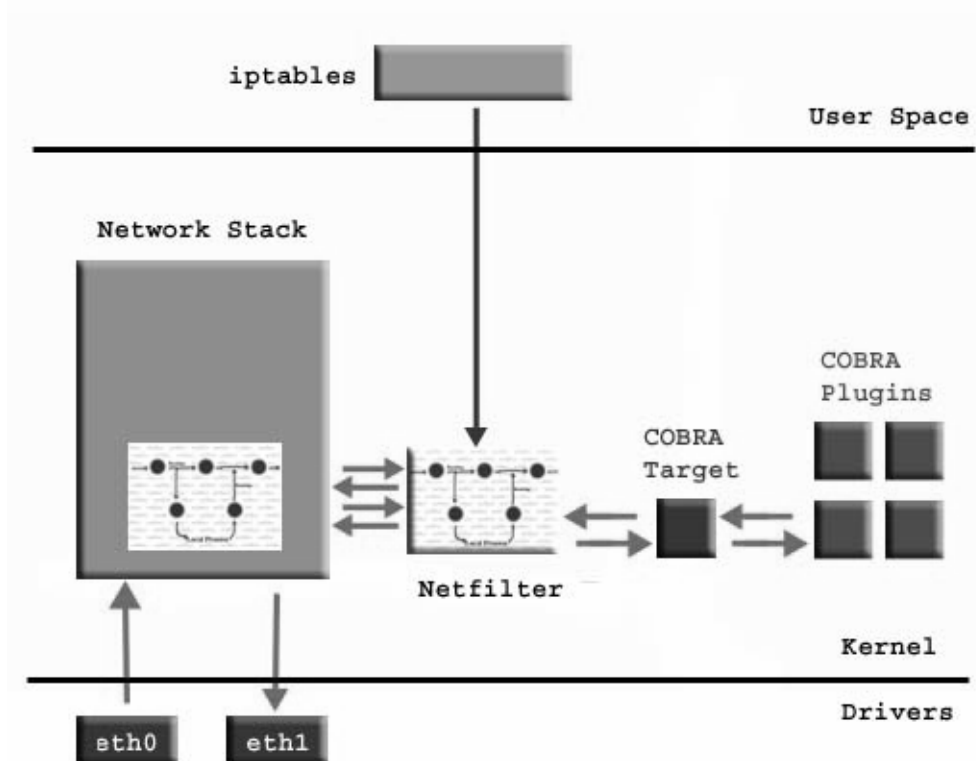 iptables
User Space
Network Stack
COBRA
Plugins
COBRA
Target
Netfilter
Kernel
Drivers
eth0
eth1